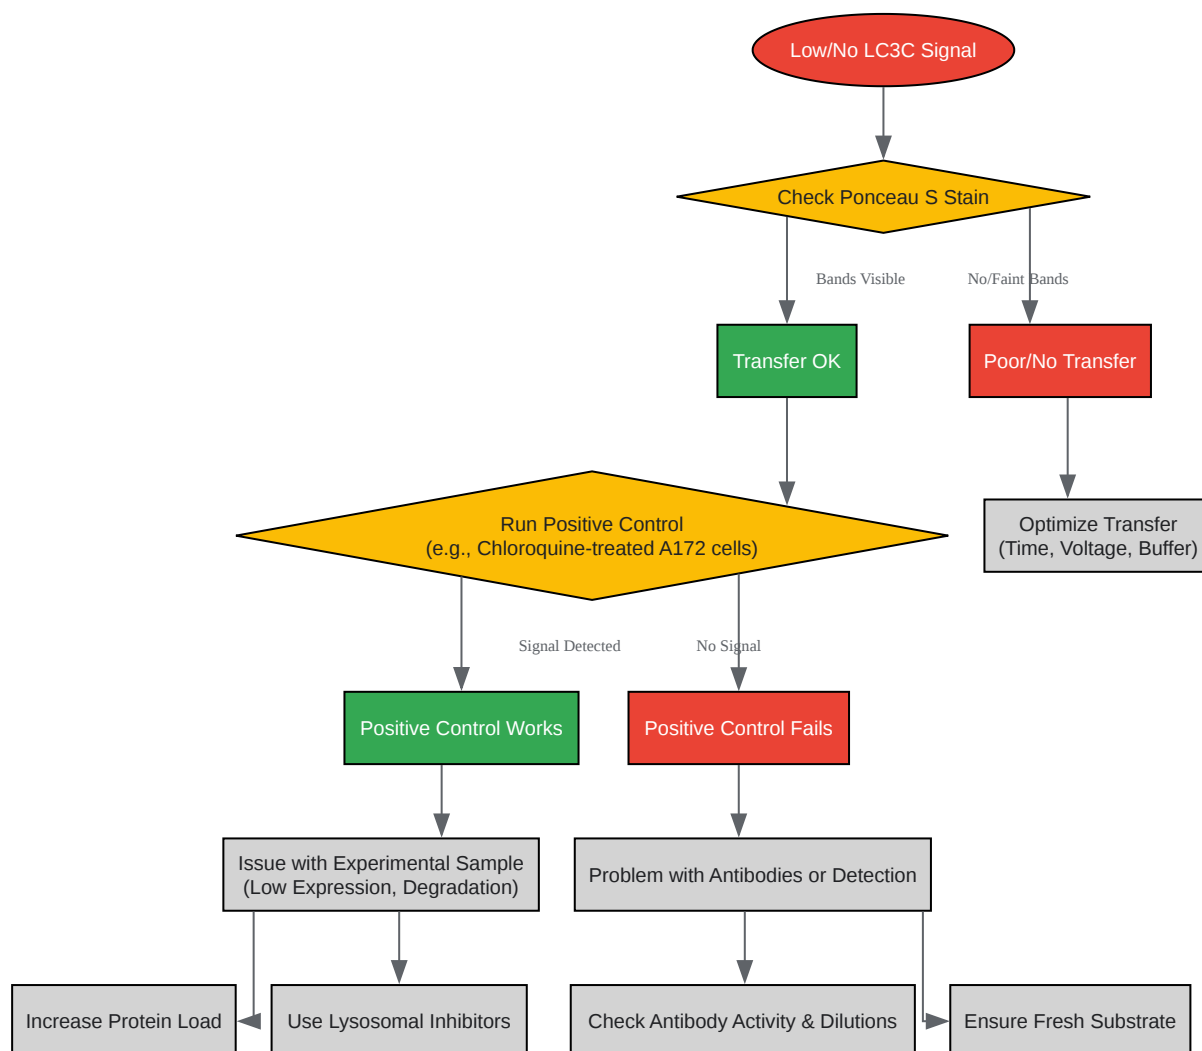 Low/No LC3C Signal
Check Ponceau S Stain
Bands Visible
No/Faint Bands
Transfer OK
Poor/No Transfer
Run Positive Control
(e.g., Chloroquine-treated A172 cells)
Optimize Transfer
(Time, Voltage, Buffer)
Signal Detected
No Signal
Positive Control Works
Positive Control Fails
Issue with Experimental Sample
(Low Expression, Degradation)
Problem with Antibodies or Detection
Increase Protein Load
Use Lysosomal Inhibitors
Check Antibody Activity & Dilutions
Ensure Fresh Substrate